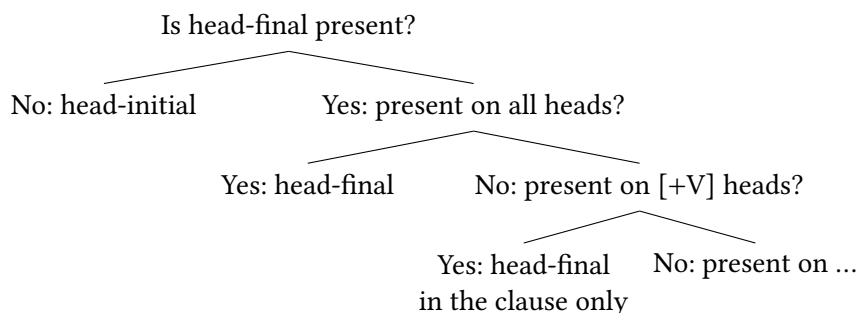 Is head-final present?
No: head-initial
Yes: present on all heads?
Yes: head-final
No: present on [+V] heads?
Yes: head-final
in the clause only
No: present on …